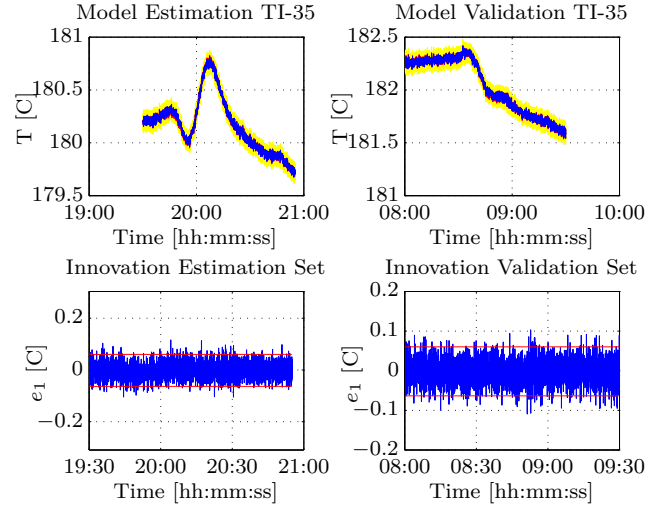 Model Estimation TI-35
181
180.5
180
179.5
T [C]
19:00
20:00
21:00
Time [hh:mm:ss]
Model Validation TI-35
182.5
182
181.5
181
T [C]
08:00
09:00
10:00
Time [hh:mm:ss]
Innovation Estimation Set
0.2
0
−0.2
e1 [C]
19:30
20:00
20:30
21:00
Time [hh:mm:ss]
Innovation Validation Set
0.2
0.1
0
−0.1
−0.2
e1 [C]
08:00
08:30
09:00
09:30
Time [hh:mm:ss]